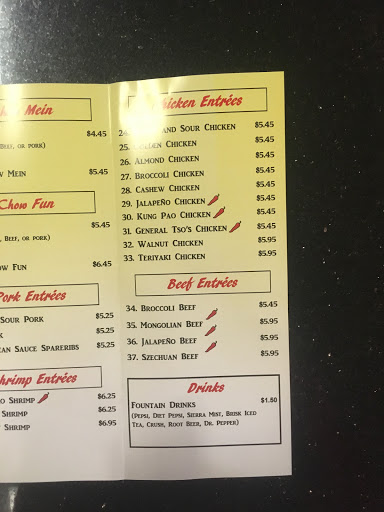 Mein
$4.45
Beef, or pork)
w Mein $5.45
Chow Fun
$5.45
, Beef, or pork)
ow Fun $6.45
Pork Entrées
Sour Pork $5.25
k $5.25
ean Sauce Spareribs $5.25
Shrimp Entrées
o Shrimp $6.25
Shrimp $6.25
Shrimp $6.95
Chicken Entrées
24. and Sour Chicken $5.45
25. Chicken $5.45
26. Almond Chicken $5.45
27. Broccoli Chicken $5.45
28. Cashew Chicken $5.45
29. Jalapeño Chicken $5.45
30. Kung Pao Chicken $5.45
31. General Tso's Chicken $5.45
32. Walnut Chicken $5.95
33. Teriyaki Chicken $5.95
Beef Entrées
34. Broccoli Beef $5.45
35. Mongolian Beef $5.95
36. Jalapeño Beef $5.95
37. Szechuan Beef $5.95
Drinks
Fountain Drinks $1.50
(Pepsi, Diet Pepsi, Sierra Mist, Brisk Iced
Tea, Crush, Root Beer, Dr. Pepper)